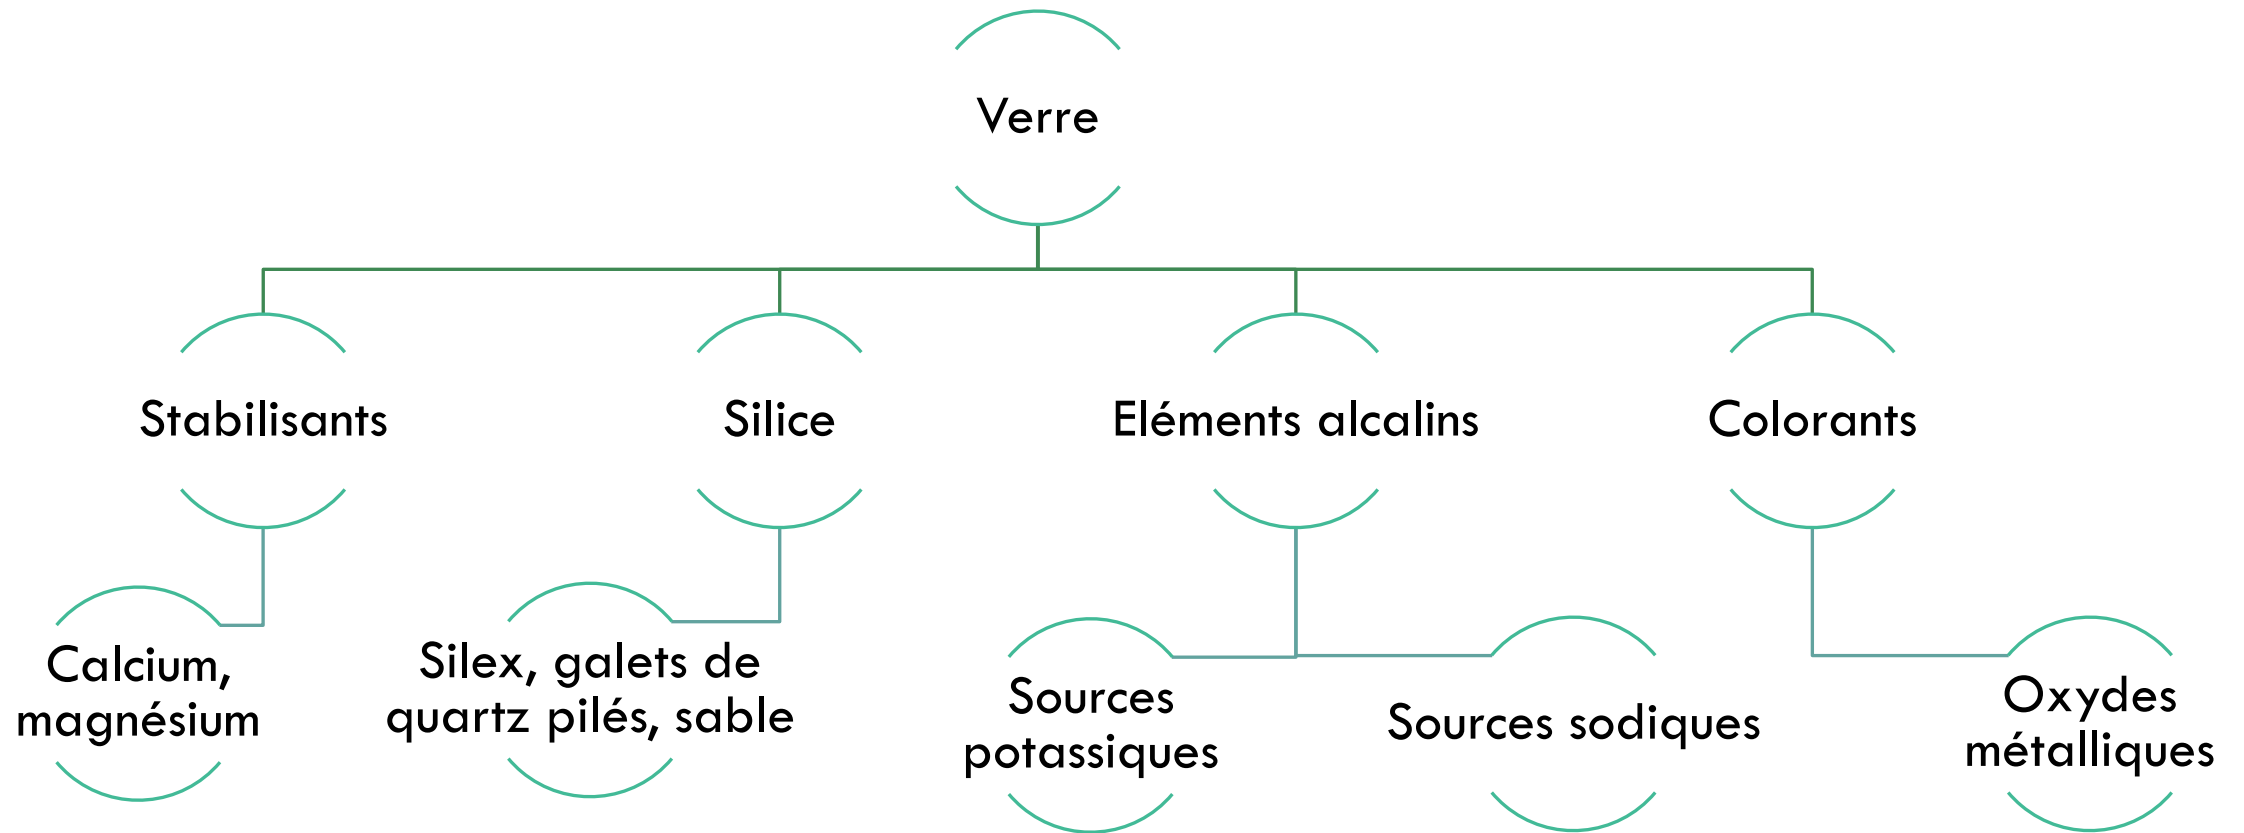 Verre
Stabilisants
Silice
Eléments alcalins
Colorants
Calcium,
magnésium
Silex, galets de
quartz pilés, sable
Sources
potassiques
Sources sodiques
Oxydes
métalliques